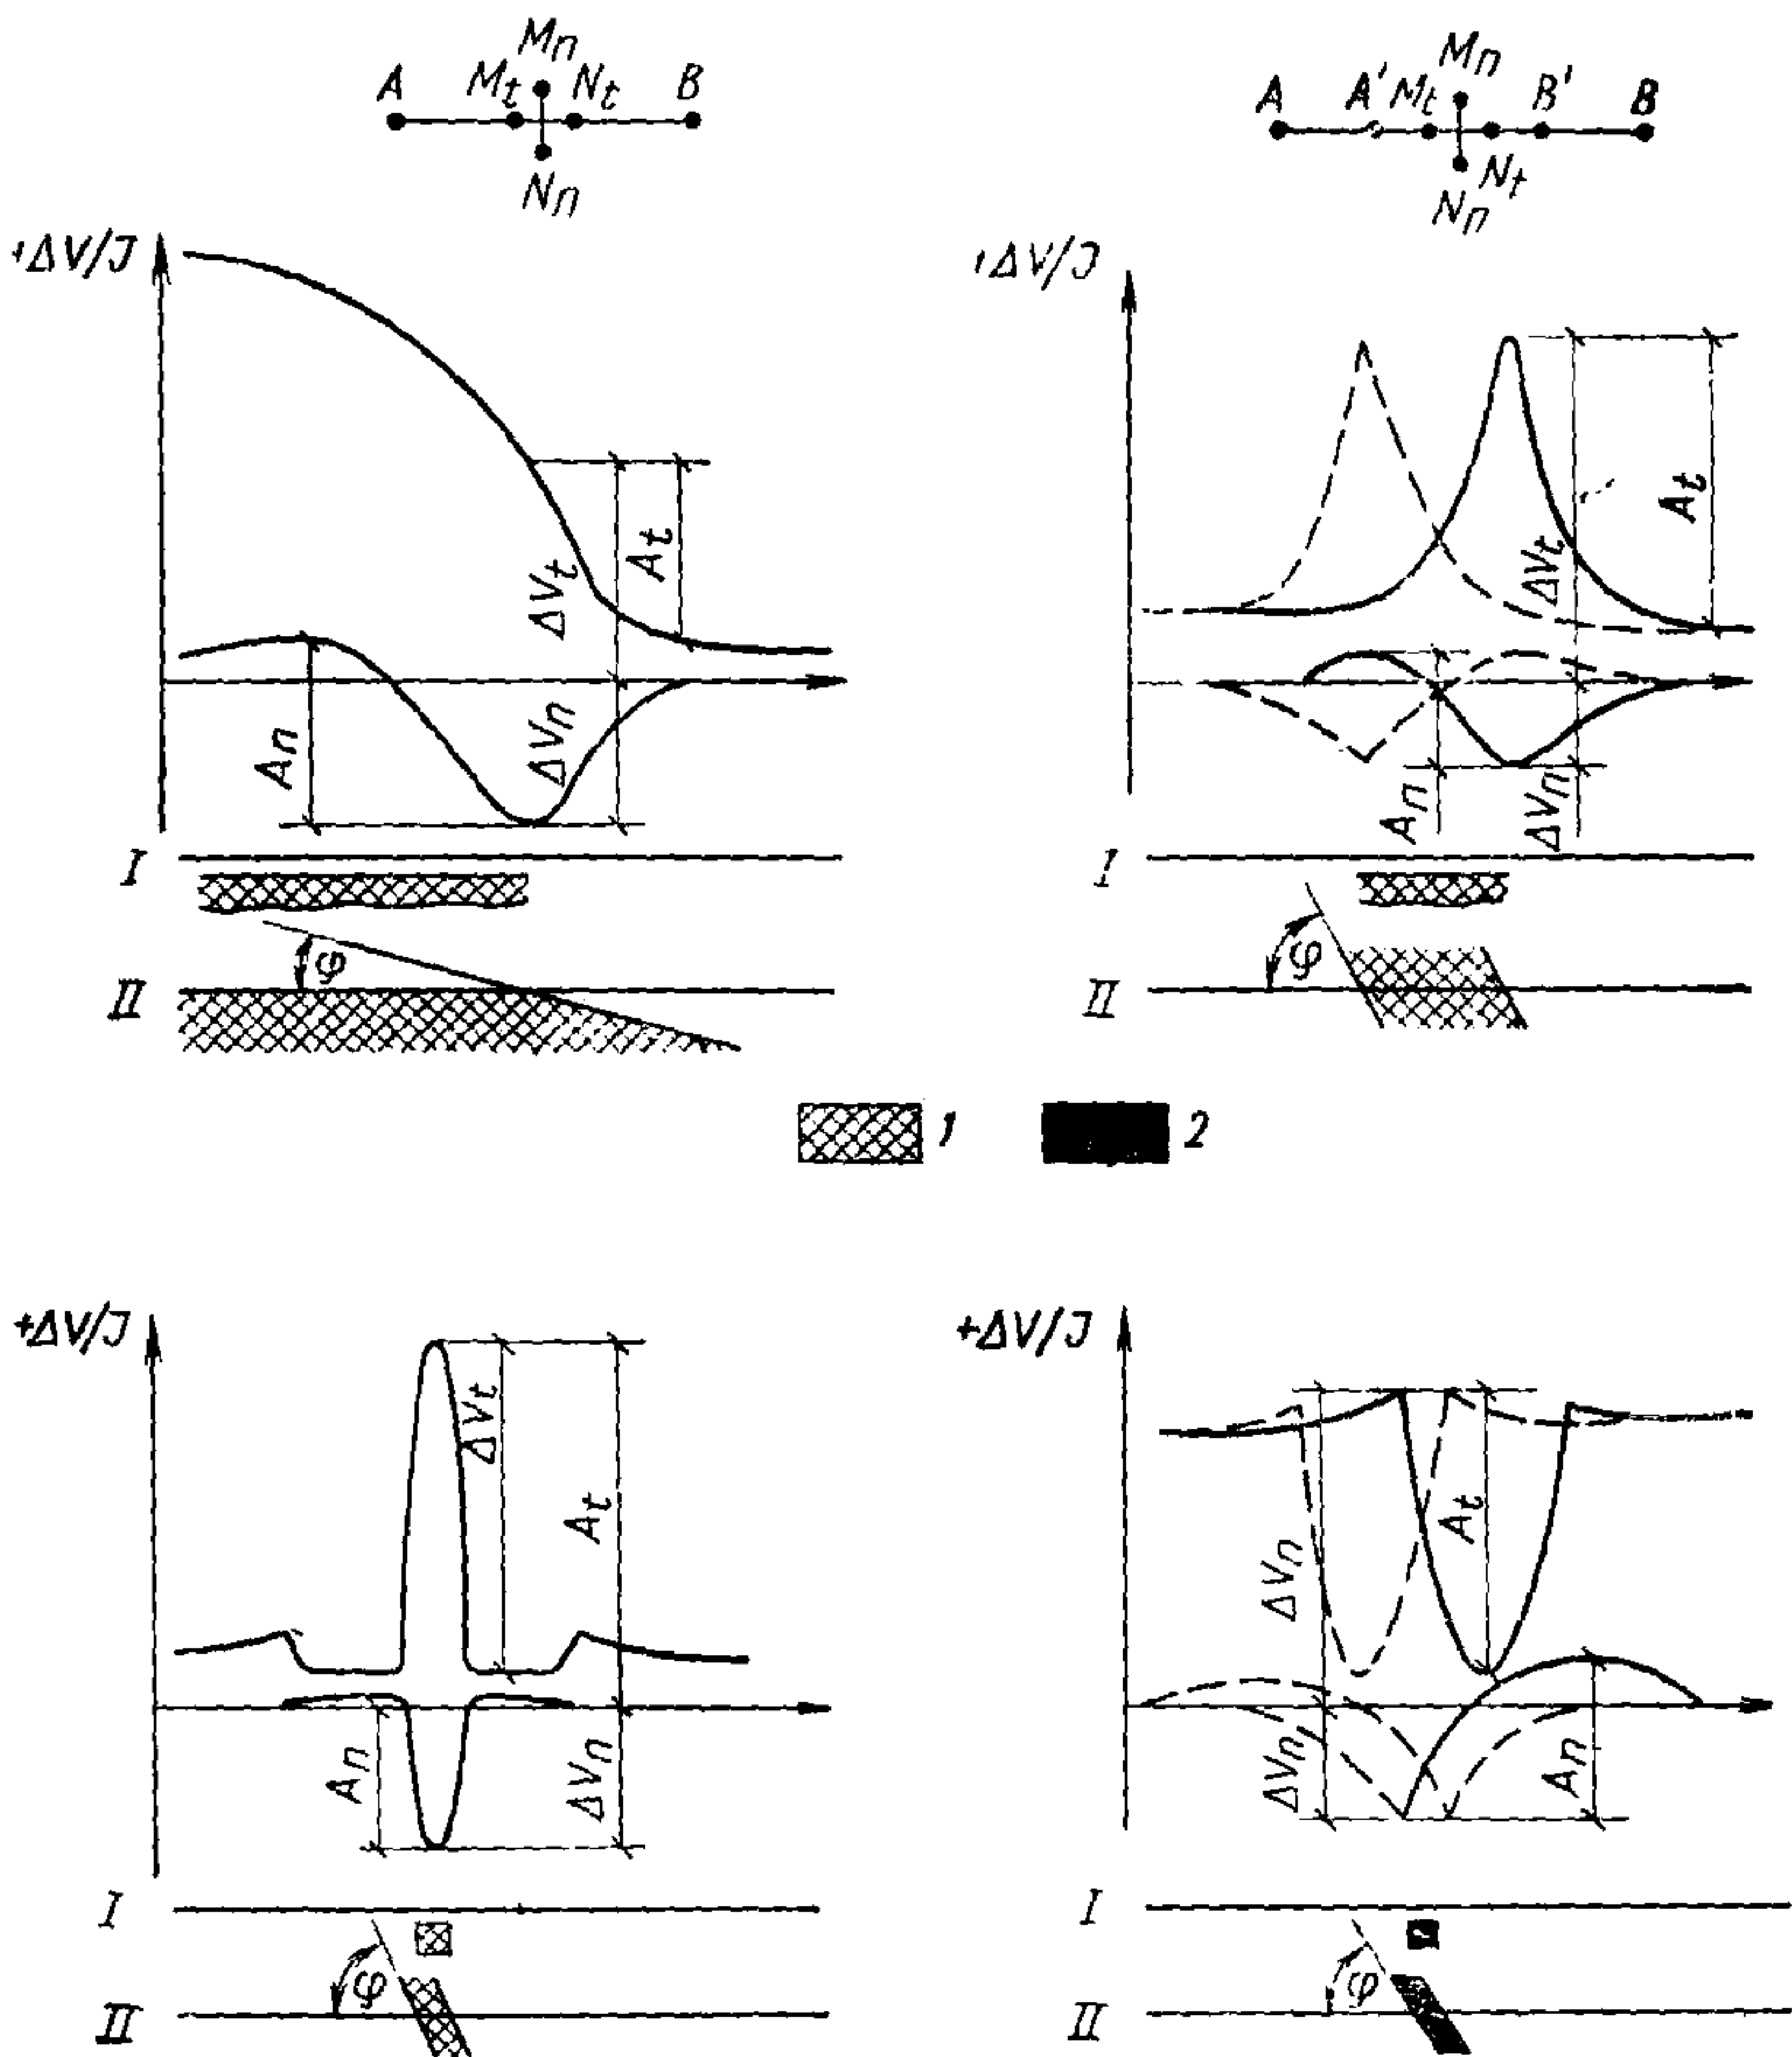 Mn
A Mt Nt B
Nn
+ΔV/J
At
ΔVt
An
ΔVn
I
φ
II
Mn
A A' Mt B' B
Nt
Nn
ΔV/J
At
ΔVt
An
ΔVn
I
φ
II
1 2
+ΔV/J
ΔVt
At
An
ΔVn
I
φ
II
+ΔV/J
At
ΔVn
ΔVn
An
I
φ
II